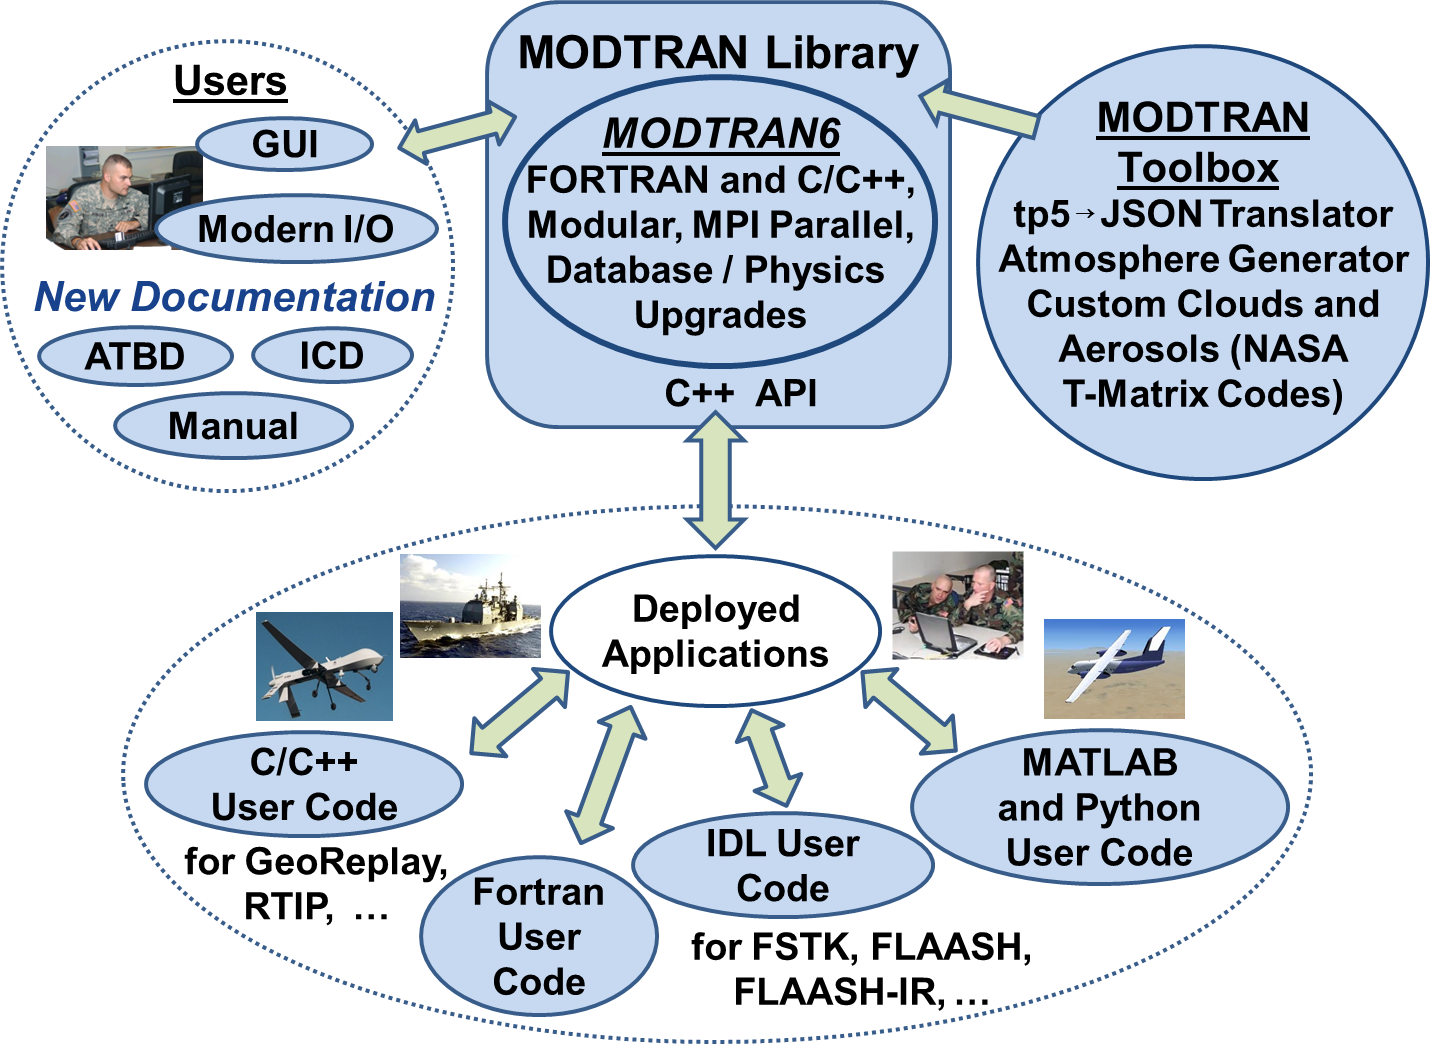 Users
GUI
Modern I/O
New Documentation
ATBD
ICD
Manual
MODTRAN Library
MODTRAN6
FORTRAN and C/C++,
Modular, MPI Parallel,
Database / Physics
Upgrades
C++ API
MODTRAN
Toolbox
tp5→JSON Translator
Atmosphere Generator
Custom Clouds and
Aerosols (NASA
T-Matrix Codes)
Deployed
Applications
C/C++
User Code
for GeoReplay,
RTIP, …
Fortran
User
Code
IDL User
Code
for FSTK, FLAASH,
FLAASH-IR, …
MATLAB
and Python
User Code